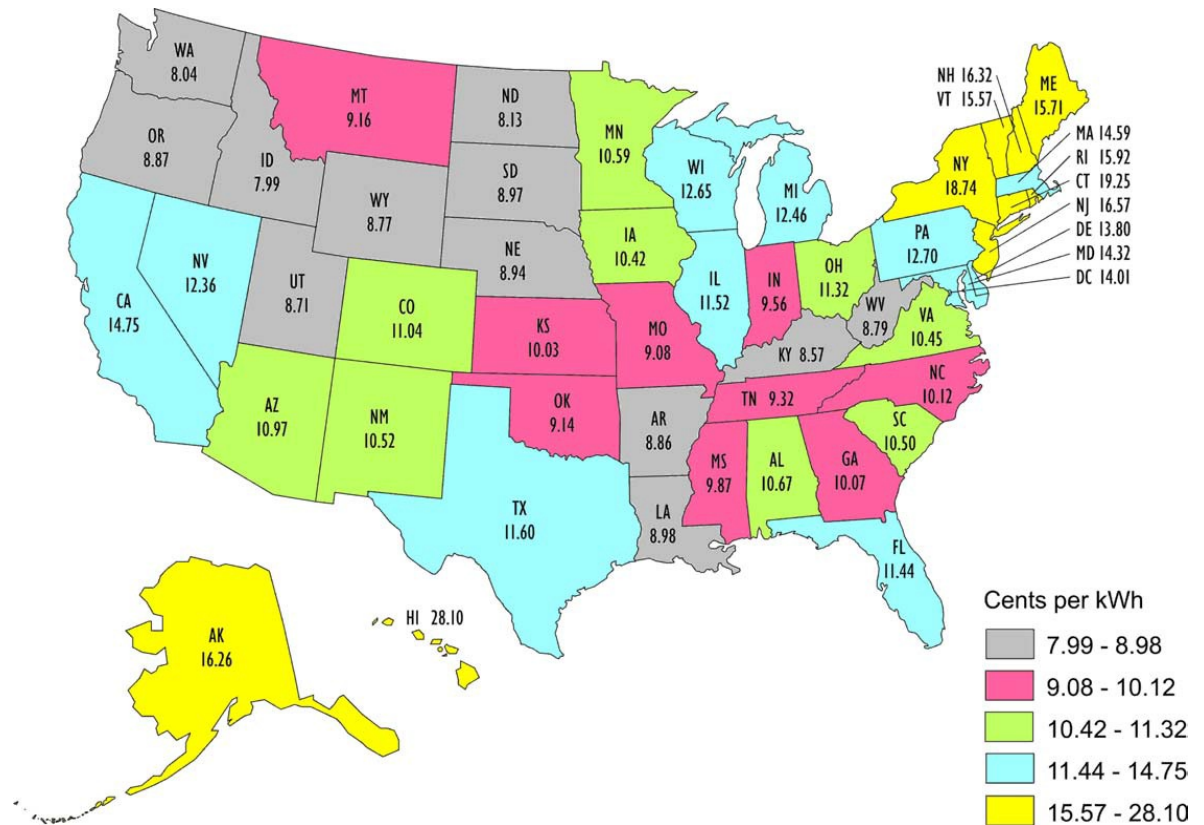 WA
8.04
MT
9.16
ND
8.13
MN
10.59
NH 16.32
VT 15.57
ME
15.71
OR
8.87
ID
7.99
SD
8.97
WI
12.65
MI
12.46
NY
18.74
MA 14.59
RI 15.92
CT 19.25
NJ 16.57
DE 13.80
MD 14.32
DC 14.01
WY
8.77
NE
8.94
IA
10.42
PA
12.70
NV
12.36
UT
8.71
CO
11.04
CA
14.75
IL
11.52
IN
9.56
OH
11.32
WV
8.79
VA
10.45
KS
10.03
MO
9.08
KY 8.57
NC
10.12
TN 9.32
AZ
10.97
NM
10.52
OK
9.14
AR
8.86
SC
10.50
MS
9.87
AL
10.67
GA
10.07
TX
11.60
LA
8.98
FL
11.44
AK
16.26
HI 28.10
Cents per kWh
7.99 - 8.98
9.08 - 10.12
10.42 - 11.32
11.44 - 14.75
15.57 - 28.10